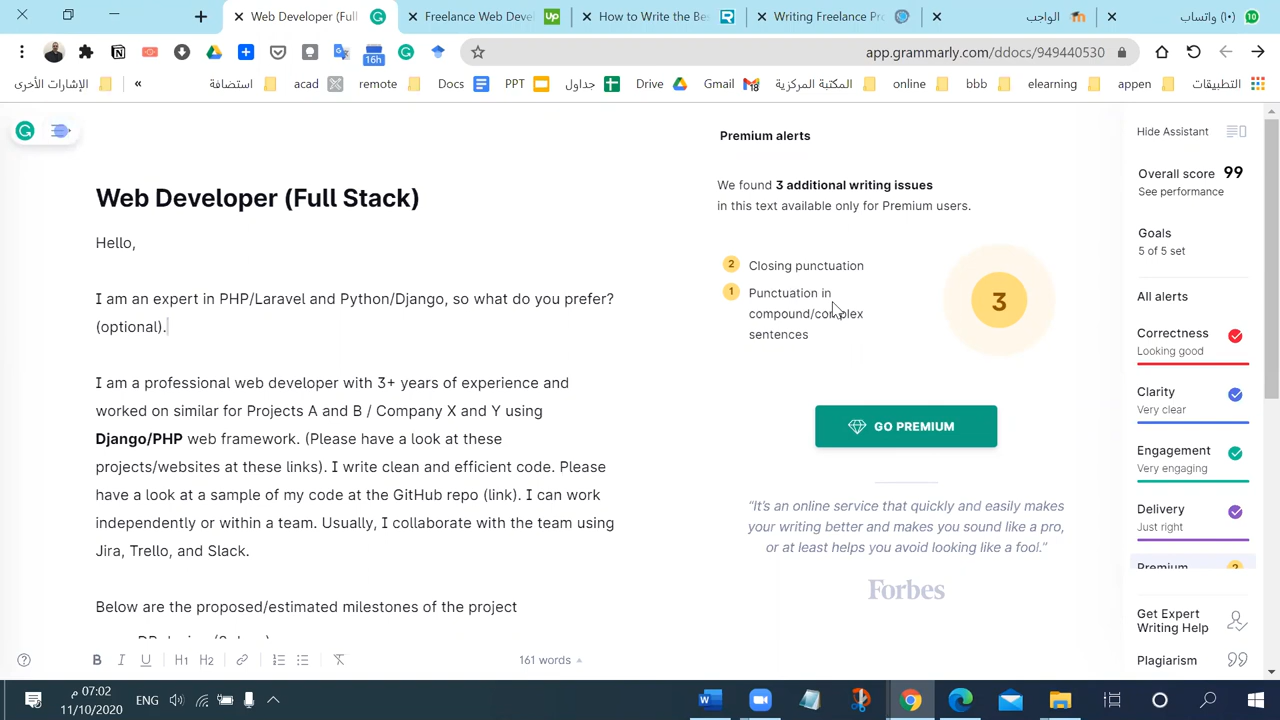 Web Developer (Full Stack)
Freelance Web Devel
How to Write the Be
Writing Freelance Pro
الواجب
(١) واتساب
16h
app.grammarly.com/ddocs/949440530
الإشارات الأخرى
»
استضافة
acad
remote
Docs
PPT
جداول
Drive
Gmail
المكتبة المركزية
online
bbb
elearning
appen
التطبيقات
Web Developer (Full Stack)
Hello,
I am an expert in PHP/Laravel and Python/Django, so what do you prefer?
(optional).
I am a professional web developer with 3+ years of experience and
worked on similar for Projects A and B / Company X and Y using
Django/PHP web framework. (Please have a look at these
projects/websites at these links). I write clean and efficient code. Please
have a look at a sample of my code at the GitHub repo (link). I can work
independently or within a team. Usually, I collaborate with the team using
Jira, Trello, and Slack.
Below are the proposed/estimated milestones of the project
B I U H1 H2
161 words
Premium alerts
We found 3 additional writing issues
in this text available only for Premium users.
2 Closing punctuation
1 Punctuation in
compound/complex
sentences
3
GO PREMIUM
“It’s an online service that quickly and easily makes
your writing better and makes you sound like a pro,
or at least helps you avoid looking like a fool.”
Forbes
Hide Assistant
Overall score 99
See performance
Goals
5 of 5 set
All alerts
Correctness
Looking good
Clarity
Very clear
Engagement
Very engaging
Delivery
Just right
Premium
Get Expert
Writing Help
Plagiarism
07:02 م
11/10/2020
ENG